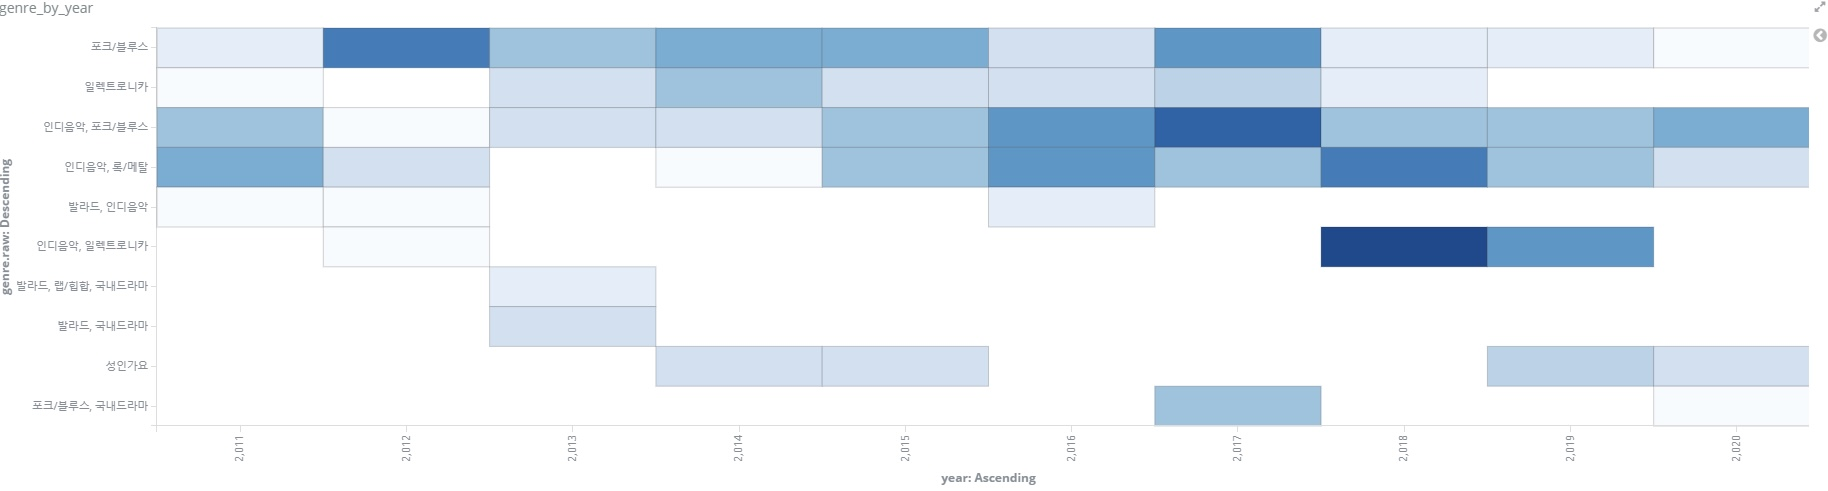 genre_by_year
genre.raw: Descending
포크/블루스
일렉트로니카
인디음악, 포크/블루스
인디음악, 록/메탈
발라드, 인디음악
인디음악, 일렉트로니카
발라드, 랩/힙합, 국내드라마
발라드, 국내드라마
성인가요
포크/블루스, 국내드라마
2,011
2,012
2,013
2,014
2,015
2,016
2,017
2,018
2,019
2,020
year: Ascending